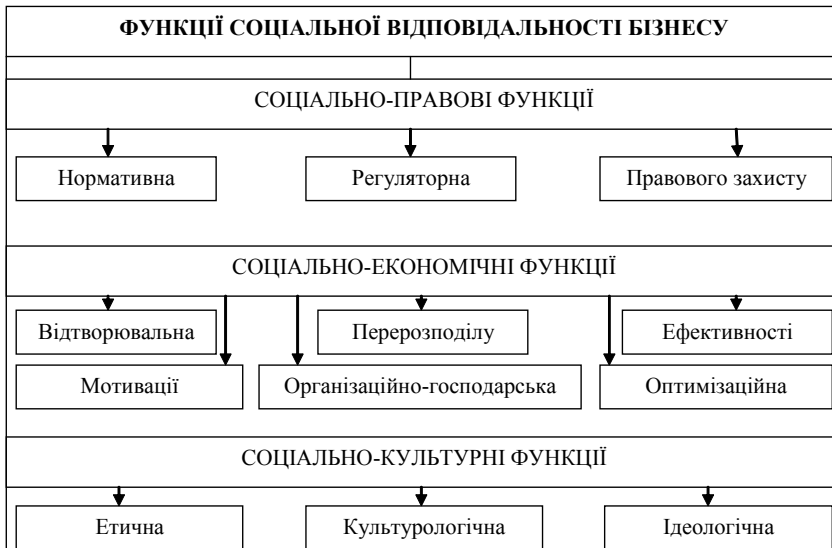 ФУНКЦІЇ СОЦІАЛЬНОЇ ВІДПОВІДАЛЬНОСТІ БІЗНЕСУ
СОЦІАЛЬНО-ПРАВОВІ ФУНКЦІЇ
Нормативна
Регуляторна
Правового захисту
СОЦІАЛЬНО-ЕКОНОМІЧНІ ФУНКЦІЇ
Відтворювальна
Перерозподілу
Ефективності
Мотивації
Організаційно-господарська
Оптимізаційна
СОЦІАЛЬНО-КУЛЬТУРНІ ФУНКЦІЇ
Етична
Культурологічна
Ідеологічна